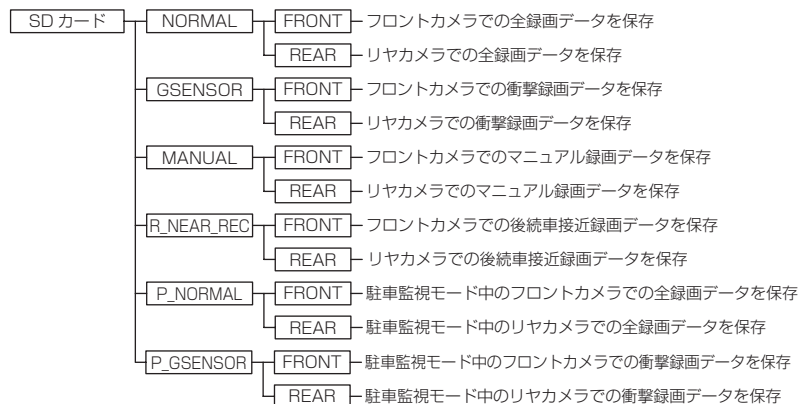 SD カード NORMAL FRONT フロントカメラでの全録画データを保存
REAR リヤカメラでの全録画データを保存
GSENSOR FRONT フロントカメラでの衝撃録画データを保存
REAR リヤカメラでの衝撃録画データを保存
MANUAL FRONT フロントカメラでのマニュアル録画データを保存
REAR リヤカメラでのマニュアル録画データを保存
R_NEAR_REC FRONT フロントカメラでの後続車接近録画データを保存
REAR リヤカメラでの後続車接近録画データを保存
P_NORMAL FRONT 駐車監視モード中のフロントカメラでの全録画データを保存
REAR 駐車監視モード中のリヤカメラでの全録画データを保存
P_GSENSOR FRONT 駐車監視モード中のフロントカメラでの衝撃録画データを保存
REAR 駐車監視モード中のリヤカメラでの衝撃録画データを保存